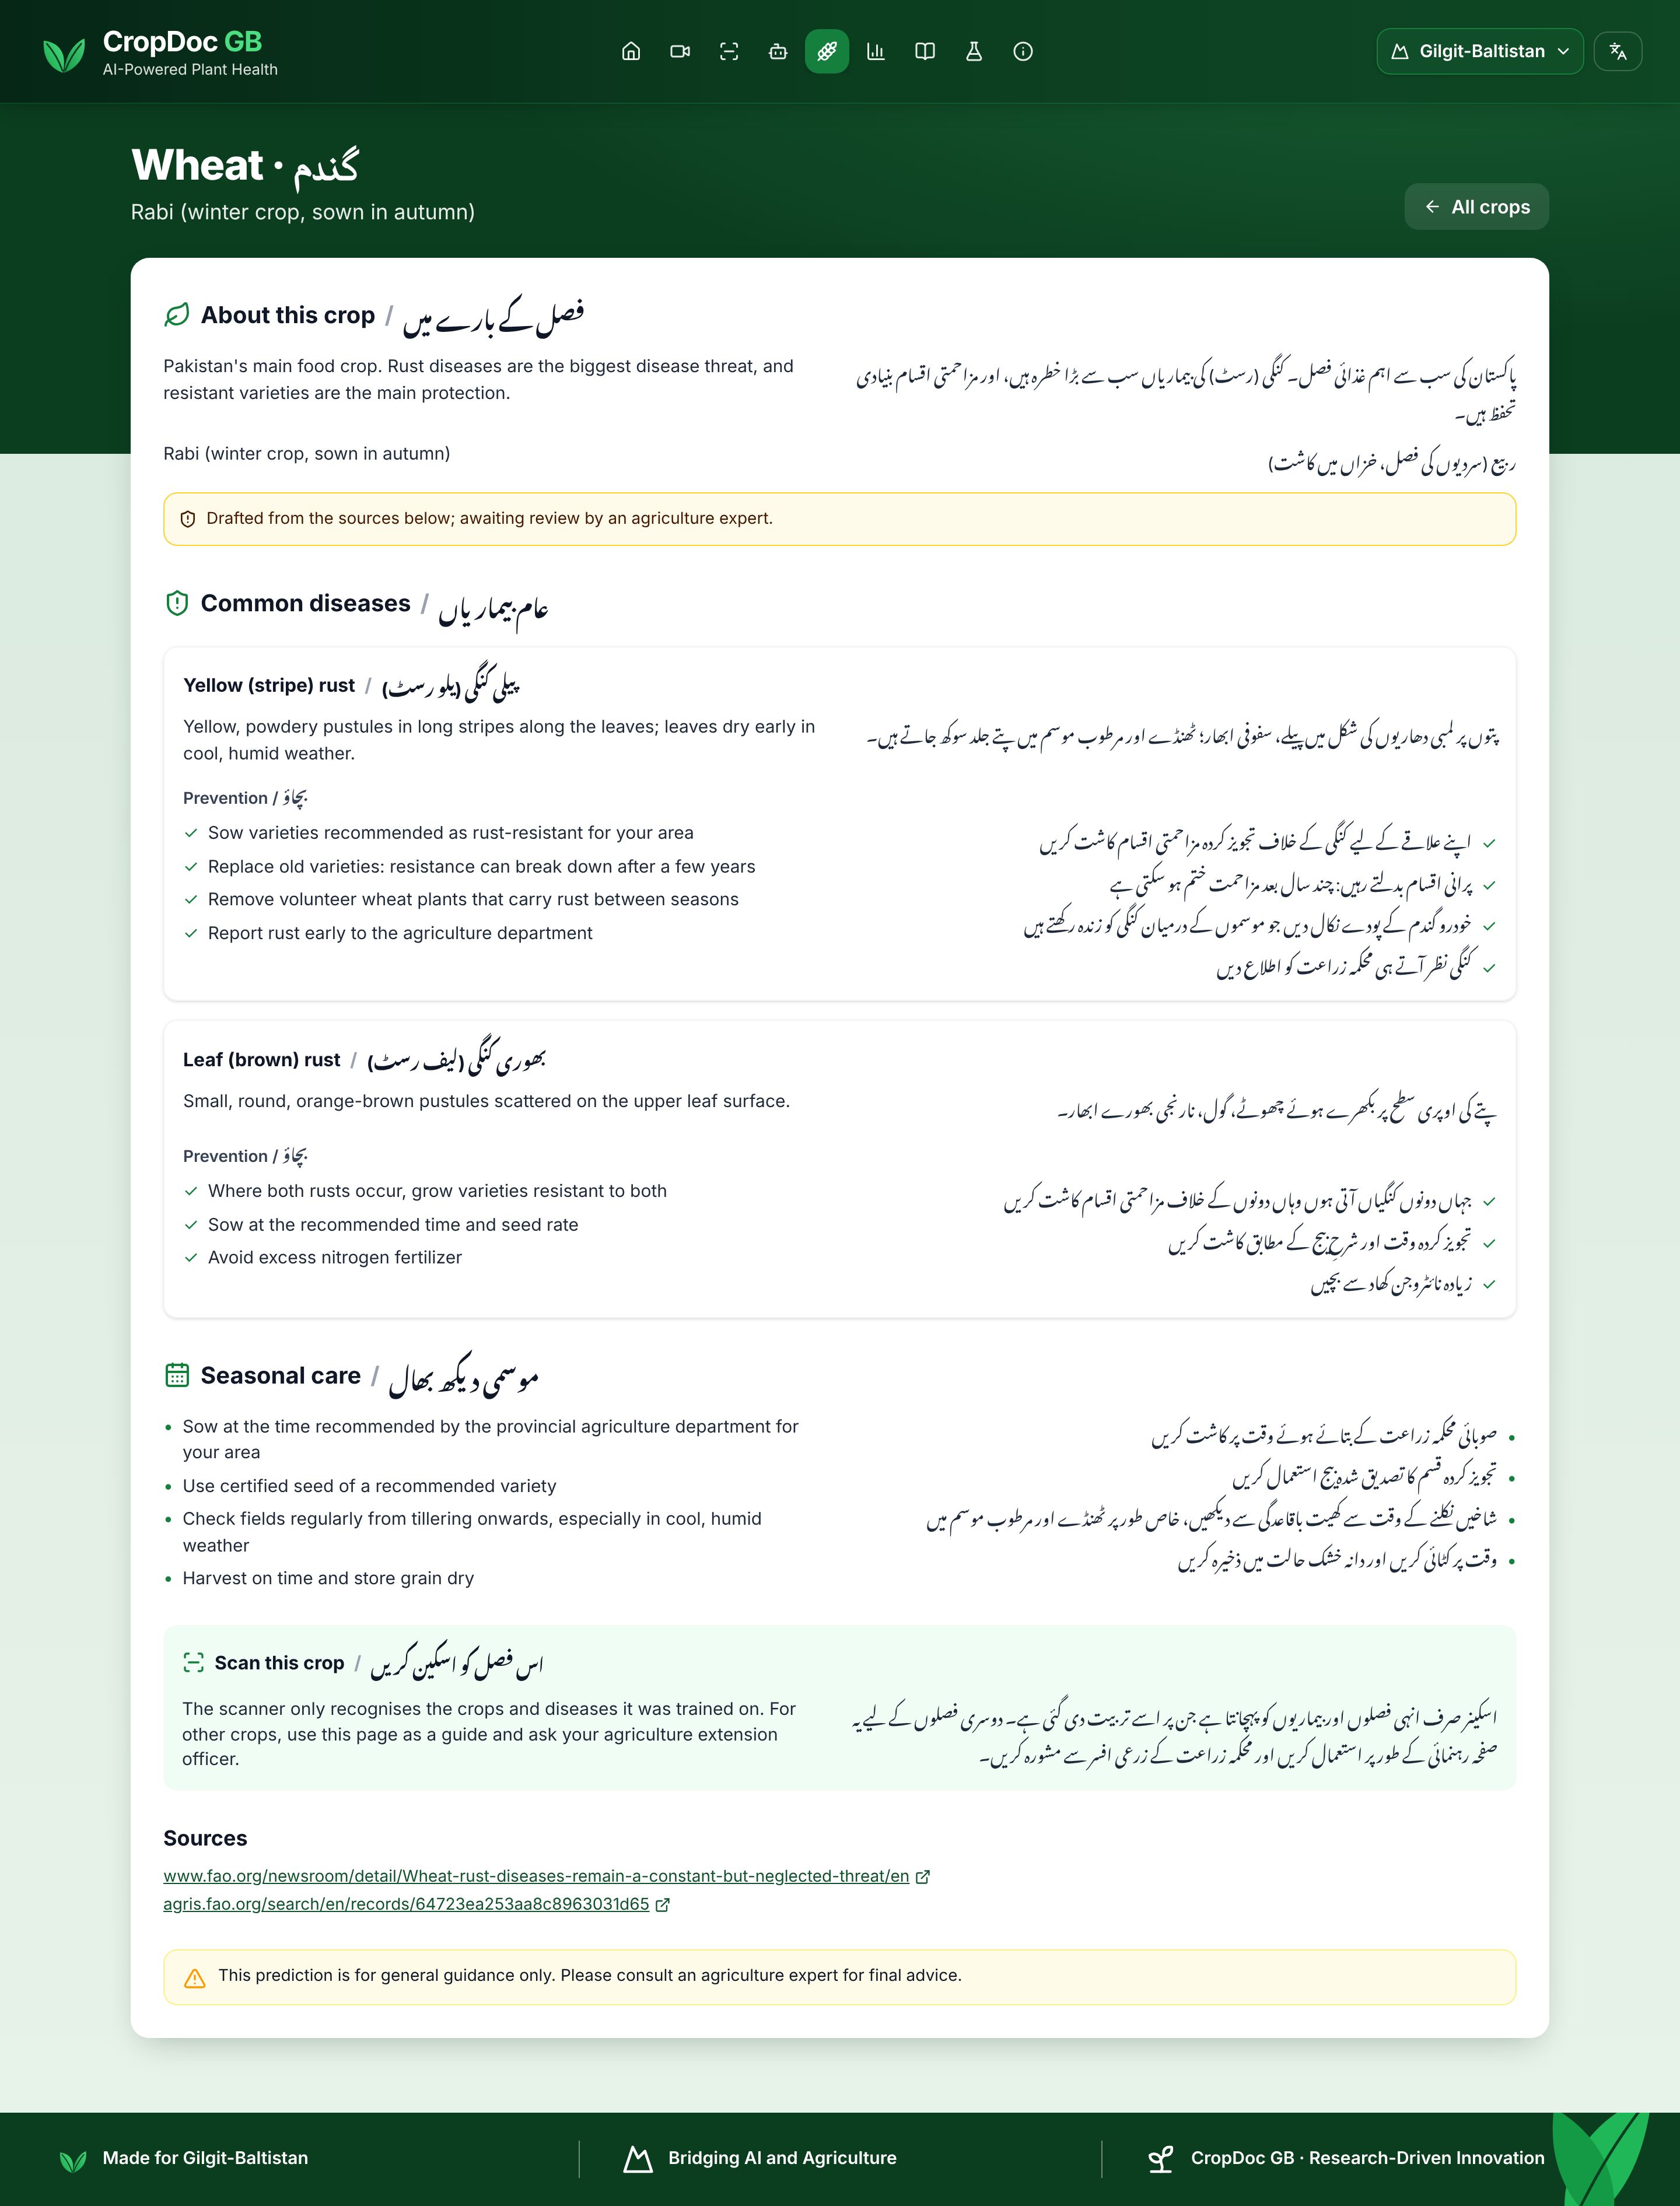 CropDoc GB
AI-Powered Plant Health
Gilgit-Baltistan
Wheat · گندم
Rabi (winter crop, sown in autumn)
All crops
About this crop / فصل کے بارے میں
Pakistan's main food crop. Rust diseases are the biggest disease threat, and
resistant varieties are the main protection.
پاکستان کی سب سے اہم غذائی فصل۔ کنگی (رسٹ) کی بیماریاں سب سے بڑا خطرہ ہیں، اور مزاحمتی اقسام بنیادی
تحفظ ہیں۔
Rabi (winter crop, sown in autumn)
ربیع (سردیوں کی فصل، خزاں میں کاشت)
Drafted from the sources below; awaiting review by an agriculture expert.
Common diseases / عام بیماریاں
Yellow (stripe) rust / پیلی کنگی (یلو رسٹ)
Yellow, powdery pustules in long stripes along the leaves; leaves dry early in
cool, humid weather.
پتوں پر لمبی دھاریوں کی شکل میں پیلے، سفوفی ابھار؛ ٹھنڈے اور مرطوب موسم میں پتے جلد سوکھ جاتے ہیں۔
Prevention / بچاؤ
Sow varieties recommended as rust-resistant for your area
Replace old varieties: resistance can break down after a few years
Remove volunteer wheat plants that carry rust between seasons
Report rust early to the agriculture department
اپنے علاقے کے لیے کنگی کے خلاف تجویز کردہ مزاحمتی اقسام کاشت کریں
پرانی اقسام بدلتے رہیں: چند سال بعد مزاحمت ختم ہو سکتی ہے
خودرو گندم کے پودے نکال دیں جو موسموں کے درمیان کنگی کو زندہ رکھتے ہیں
کنگی نظر آتے ہی محکمہ زراعت کو اطلاع دیں
Leaf (brown) rust / بھوری کنگی (لیف رسٹ)
Small, round, orange-brown pustules scattered on the upper leaf surface.
پتے کی اوپری سطح پر بکھرے ہوئے چھوٹے، گول، نارنجی بھورے ابھار۔
Prevention / بچاؤ
Where both rusts occur, grow varieties resistant to both
Sow at the recommended time and seed rate
Avoid excess nitrogen fertilizer
جہاں دونوں کنگیاں آتی ہوں وہاں دونوں کے خلاف مزاحمتی اقسام کاشت کریں
تجویز کردہ وقت اور شرحِ بیج کے مطابق کاشت کریں
زیادہ نائٹروجن کھاد سے بچیں
Seasonal care / موسمی دیکھ بھال
• Sow at the time recommended by the provincial agriculture department for
your area
• Use certified seed of a recommended variety
• Check fields regularly from tillering onwards, especially in cool, humid
weather
• Harvest on time and store grain dry
• صوبائی محکمہ زراعت کے بتائے ہوئے وقت پر کاشت کریں
• تجویز کردہ قسم کا تصدیق شدہ بیج استعمال کریں
• شاخیں نکلنے کے وقت سے کھیت باقاعدگی سے دیکھیں، خاص طور پر ٹھنڈے اور مرطوب موسم میں
• وقت پر کٹائی کریں اور دانہ خشک حالت میں ذخیرہ کریں
Scan this crop / اس فصل کو اسکین کریں
The scanner only recognises the crops and diseases it was trained on. For
other crops, use this page as a guide and ask your agriculture extension
officer.
اسکینر صرف انہی فصلوں اور بیماریوں کو پہچانتا ہے جن پر اسے تربیت دی گئی ہے۔ دوسری فصلوں کے لیے یہ
صفحہ رہنمائی کے طور پر استعمال کریں اور محکمہ زراعت کے زرعی افسر سے مشورہ کریں۔
Sources
www.fao.org/newsroom/detail/Wheat-rust-diseases-remain-a-constant-but-neglected-threat/en
agris.fao.org/search/en/records/64723ea253aa8c8963031d65
This prediction is for general guidance only. Please consult an agriculture expert for final advice.
Made for Gilgit-Baltistan
Bridging AI and Agriculture
CropDoc GB · Research-Driven Innovation